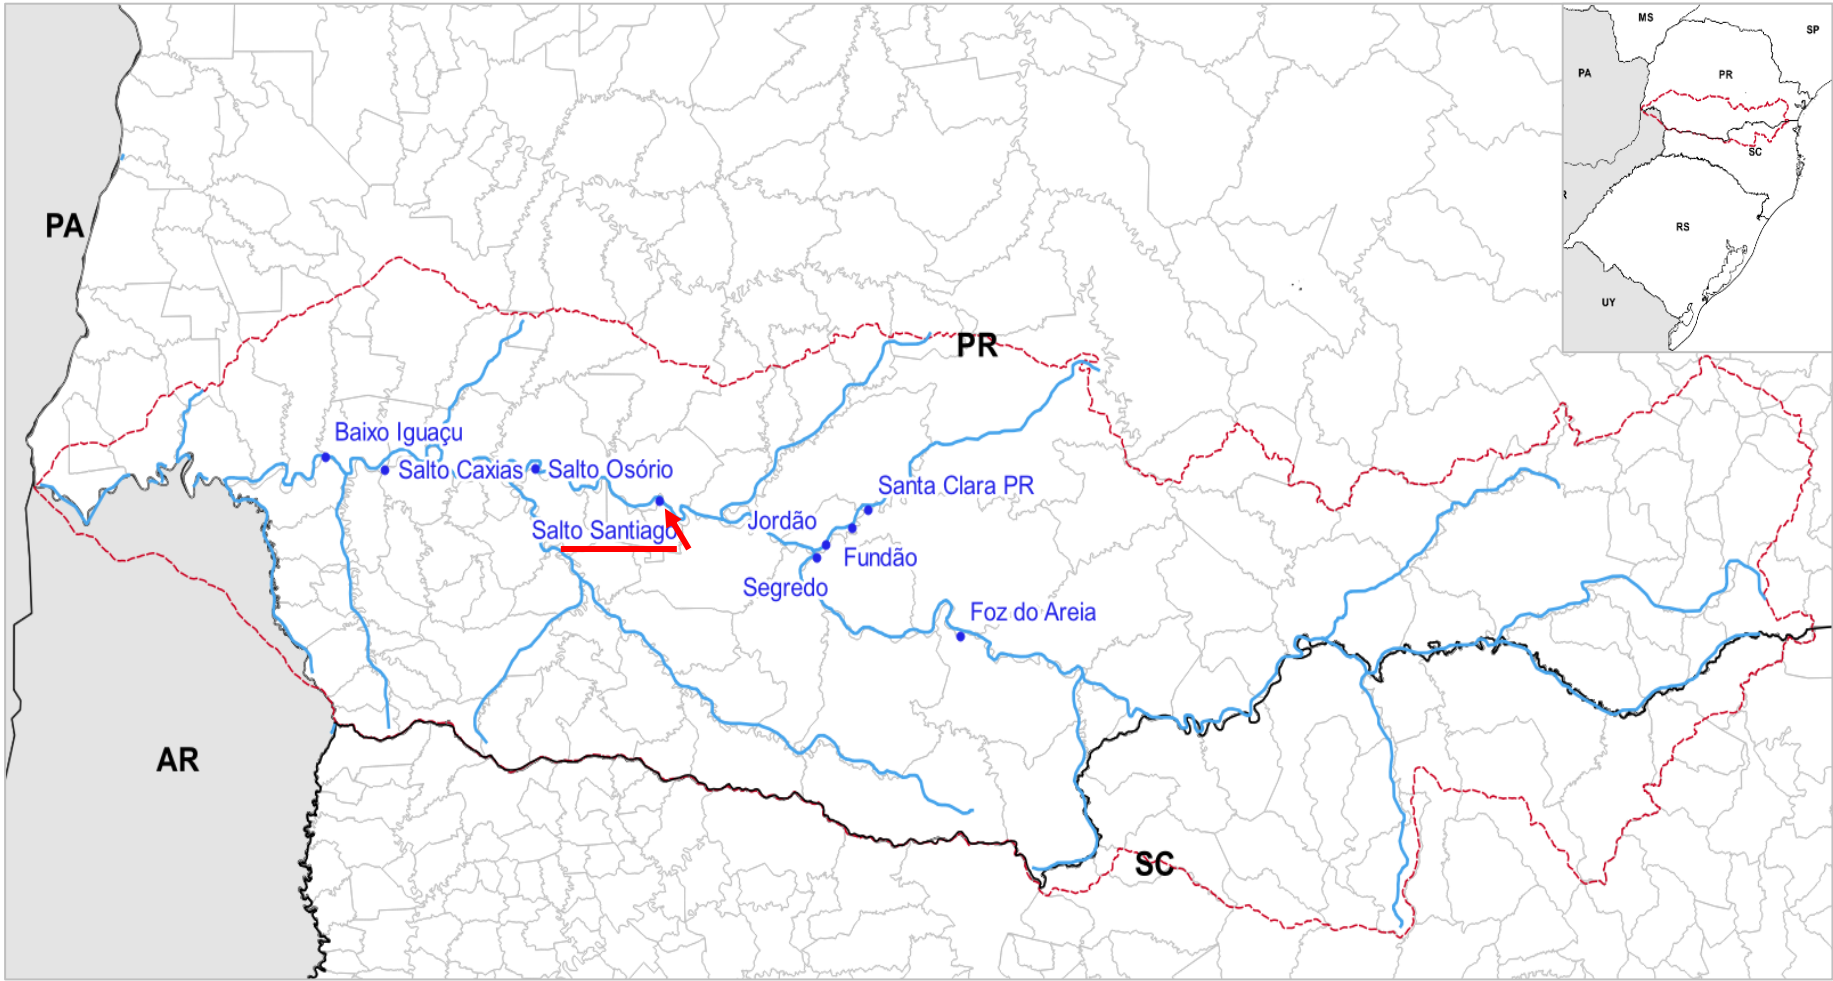 MS
SP
PA
PR
SC
R
RS
UY
PA
PR
Baixo Iguaçu
Salto Caxias
Salto Osório
Santa Clara PR
Salto Santiago
Jordão
Fundão
Segredo
Foz do Areia
AR
SC